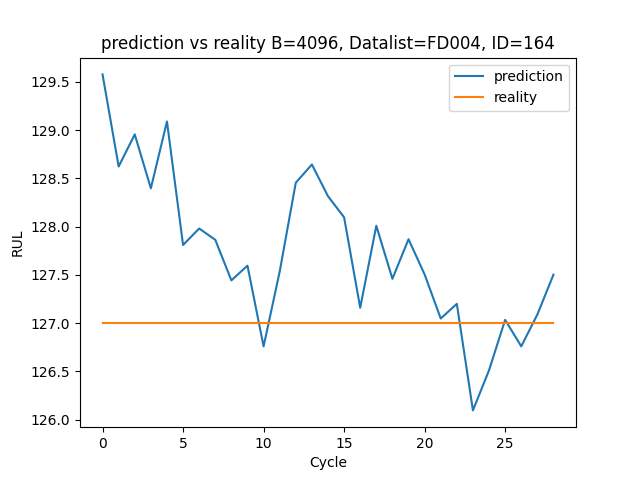 prediction vs reality B=4096, Datalist=FD004, ID=164
prediction
reality
RUL
129.5
129.0
128.5
128.0
127.5
127.0
126.5
126.0
0 5 10 15 20 25
Cycle